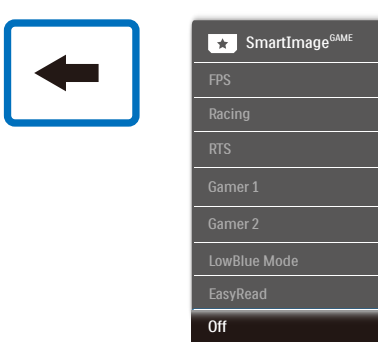 SmartImageGAME
FPS
Racing
RTS
Gamer 1
Gamer 2
LowBlue Mode
EasyRead
Off